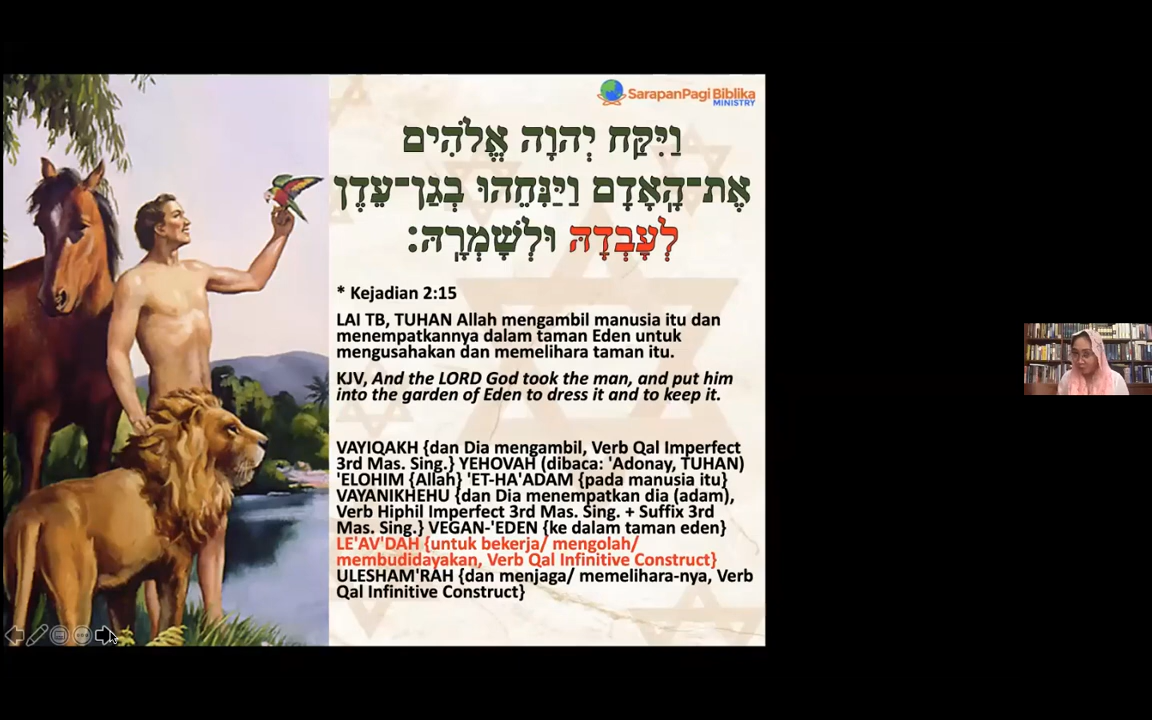 SarapanPagi Biblika
MINISTRY
וַיִּקַּח יְהוָה אֱלֹהִים
אֶת־הָֽאָדָם וַיַּנִּחֵהוּ בְגַן־עֵדֶן
לְעָבְדָהּ וּלְשָׁמְרָֽהּ׃
* Kejadian 2:15
LAI TB, TUHAN Allah mengambil manusia itu dan
menempatkannya dalam taman Eden untuk
mengusahakan dan memelihara taman itu.
KJV, And the LORD God took the man, and put him
into the garden of Eden to dress it and to keep it.
VAYIQAKH {dan Dia mengambil, Verb Qal Imperfect
3rd Mas. Sing.} YEHOVAH (dibaca: 'Adonay, TUHAN)
'ELOHIM {Allah} 'ET-HA'ADAM {pada manusia itu}
VAYANIKHEHU {dan Dia menempatkan dia (adam),
Verb Hiphil Imperfect 3rd Mas. Sing. + Suffix 3rd
Mas. Sing.} VEGAN-'EDEN {ke dalam taman eden}
LE'AV'DAH {untuk bekerja/ mengolah/
membudidayakan, Verb Qal Infinitive Construct}
ULESHAM'RAH {dan menjaga/ memelihara-nya, Verb
Qal Infinitive Construct}